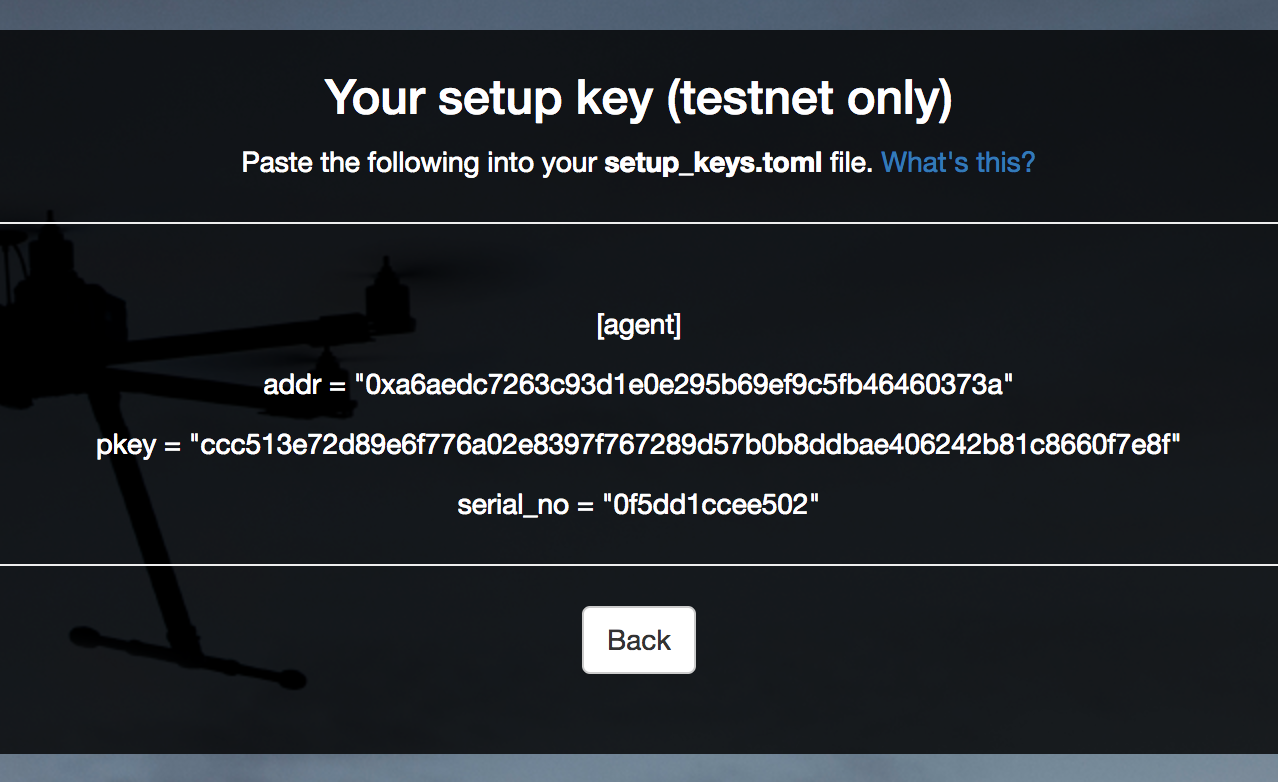 Your setup key (testnet only)
Paste the following into your setup_keys.toml file. What's this?
[agent]
addr = "0xa6aedc7263c93d1e0e295b69ef9c5fb46460373a"
pkey = "ccc513e72d89e6f776a02e8397f767289d57b0b8ddbae406242b81c8660f7e8f"
serial_no = "0f5dd1ccee502"
Back